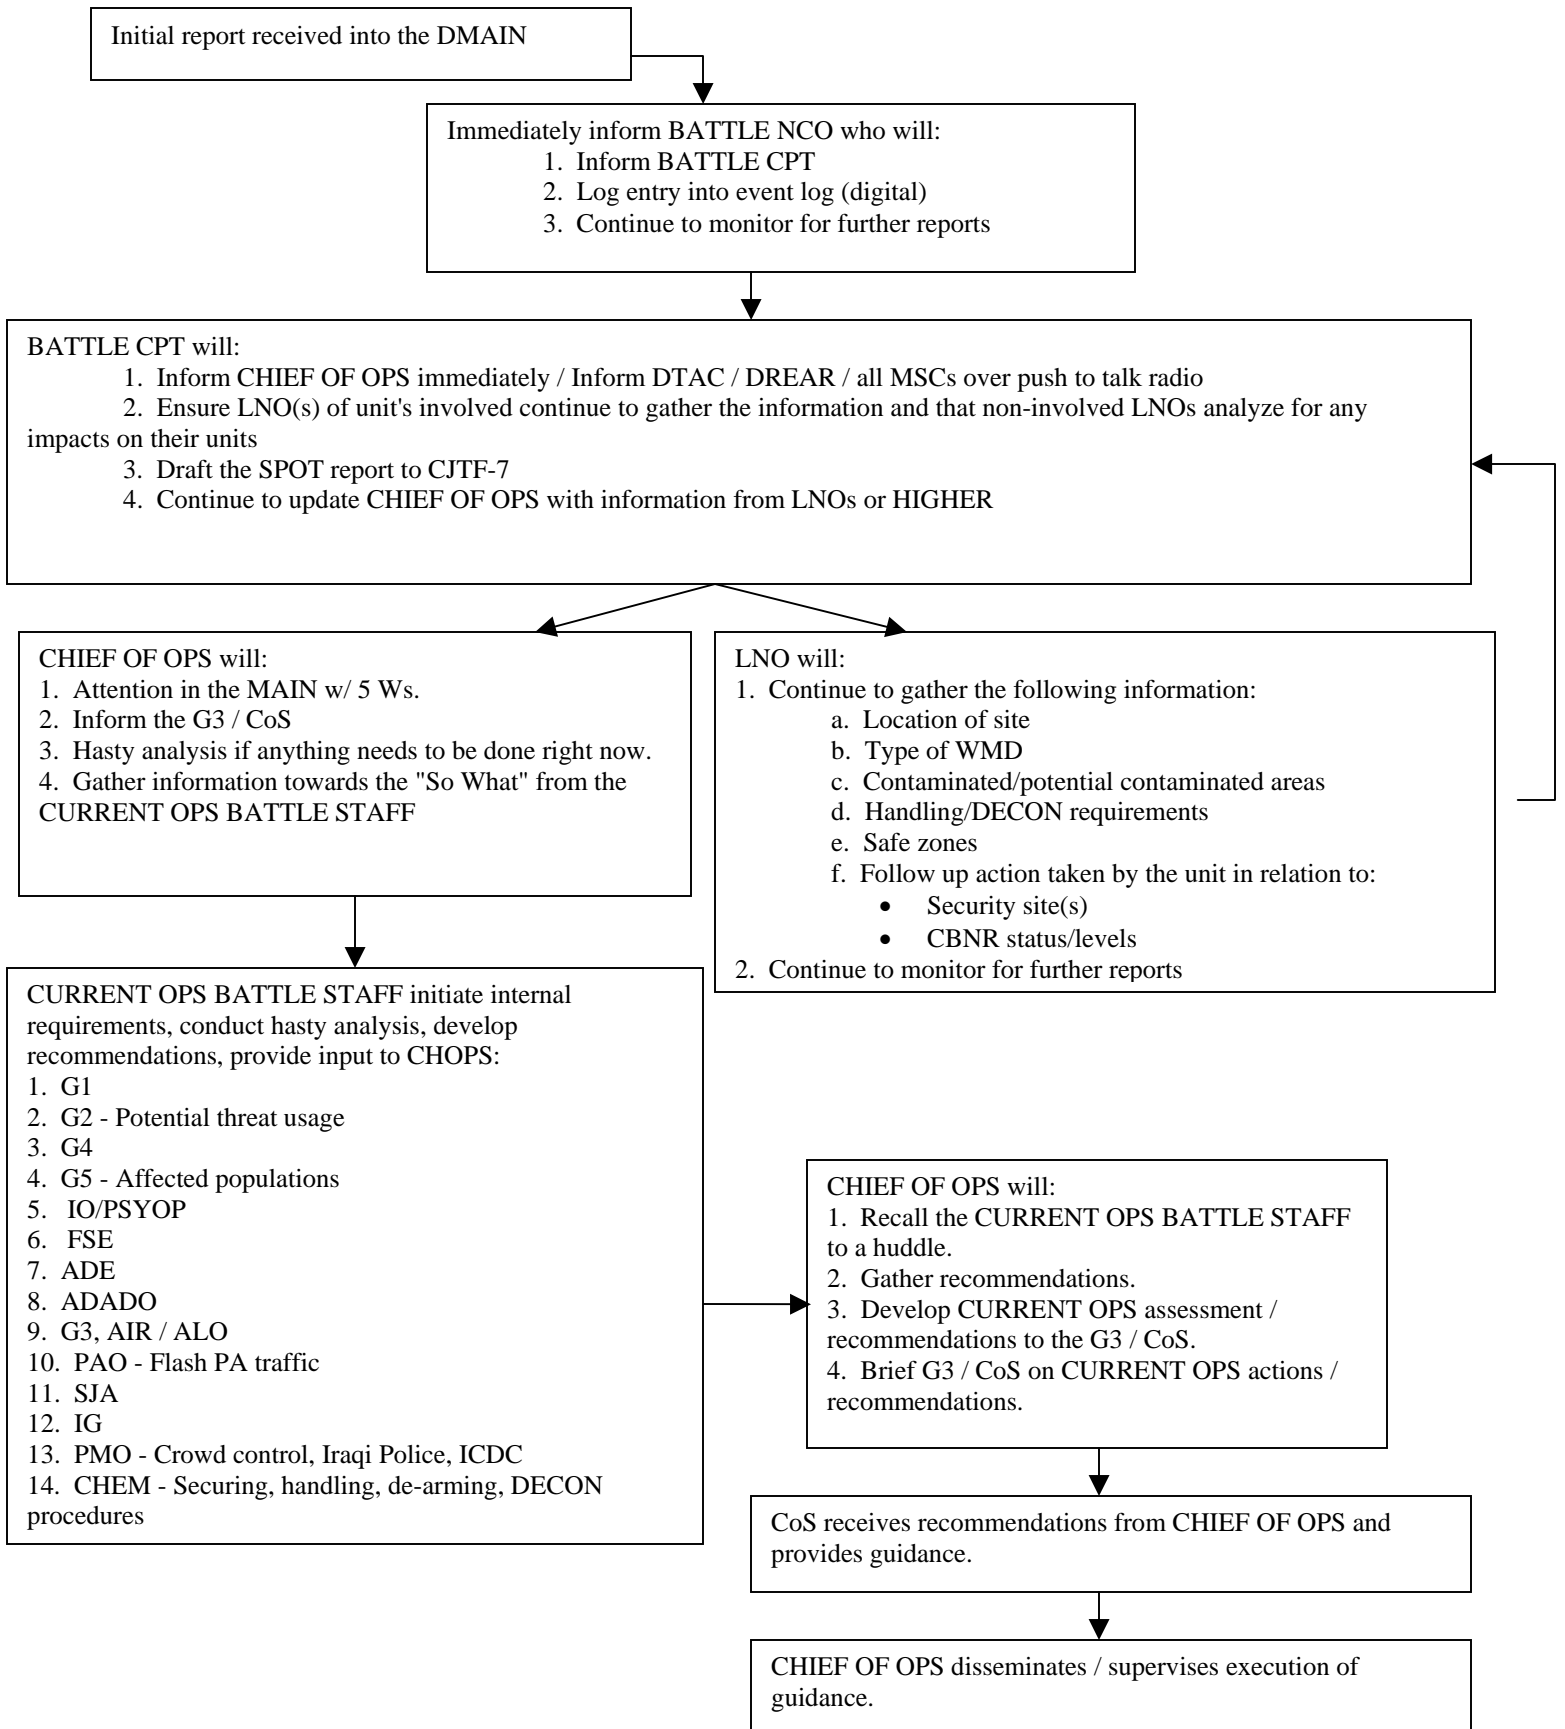 Initial report received into the DMAIN
Immediately inform BATTLE NCO who will:
1. Inform BATTLE CPT
2. Log entry into event log (digital)
3. Continue to monitor for further reports
BATTLE CPT will:
1. Inform CHIEF OF OPS immediately / Inform DTAC / DREAR / all MSCs over push to talk radio
2. Ensure LNO(s) of unit's involved continue to gather the information and that non-involved LNOs analyze for any
impacts on their units
3. Draft the SPOT report to CJTF-7
4. Continue to update CHIEF OF OPS with information from LNOs or HIGHER
CHIEF OF OPS will:
1. Attention in the MAIN w/ 5 Ws.
2. Inform the G3 / CoS
3. Hasty analysis if anything needs to be done right now.
4. Gather information towards the "So What" from the
CURRENT OPS BATTLE STAFF
LNO will:
1. Continue to gather the following information:
a. Location of site
b. Type of WMD
c. Contaminated/potential contaminated areas
d. Handling/DECON requirements
e. Safe zones
f. Follow up action taken by the unit in relation to:
• Security site(s)
• CBNR status/levels
2. Continue to monitor for further reports
CURRENT OPS BATTLE STAFF initiate internal
requirements, conduct hasty analysis, develop
recommendations, provide input to CHOPS:
1. G1
2. G2 - Potential threat usage
3. G4
4. G5 - Affected populations
5. IO/PSYOP
6. FSE
7. ADE
8. ADADO
9. G3, AIR / ALO
10. PAO - Flash PA traffic
11. SJA
12. IG
13. PMO - Crowd control, Iraqi Police, ICDC
14. CHEM - Securing, handling, de-arming, DECON
procedures
CHIEF OF OPS will:
1. Recall the CURRENT OPS BATTLE STAFF
to a huddle.
2. Gather recommendations.
3. Develop CURRENT OPS assessment /
recommendations to the G3 / CoS.
4. Brief G3 / CoS on CURRENT OPS actions /
recommendations.
CoS receives recommendations from CHIEF OF OPS and
provides guidance.
CHIEF OF OPS disseminates / supervises execution of
guidance.